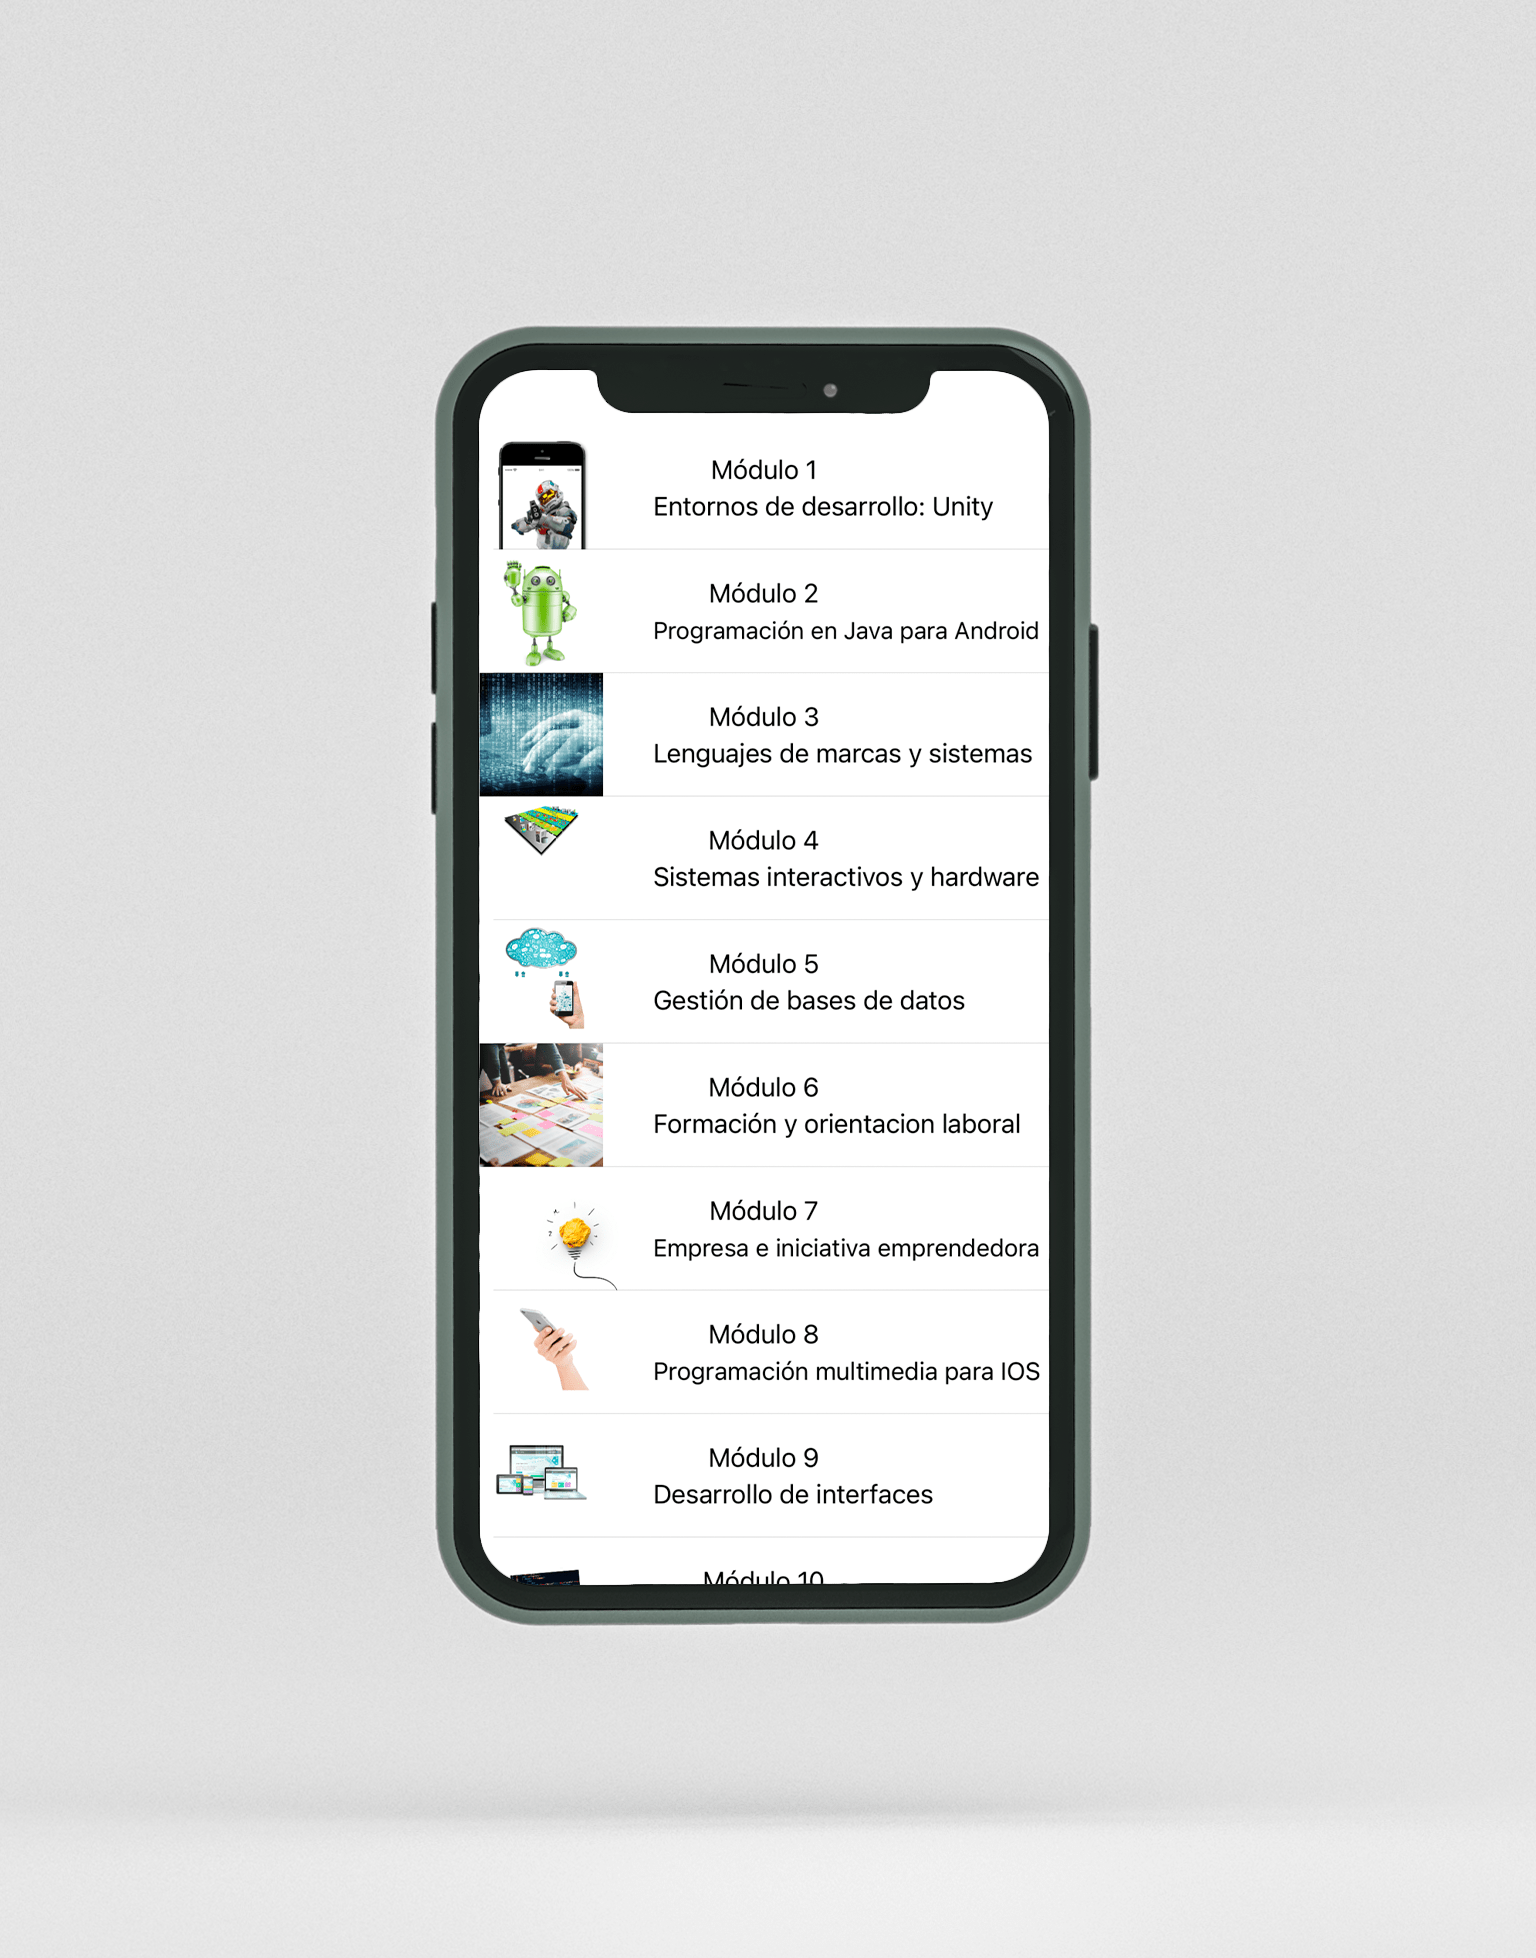 Módulo 1
Entornos de desarrollo: Unity
Módulo 2
Programación en Java para Android
Módulo 3
Lenguajes de marcas y sistemas
Módulo 4
Sistemas interactivos y hardware
Módulo 5
Gestión de bases de datos
Módulo 6
Formación y orientacion laboral
Módulo 7
Empresa e iniciativa emprendedora
Módulo 8
Programación multimedia para IOS
Módulo 9
Desarrollo de interfaces
Módulo 10